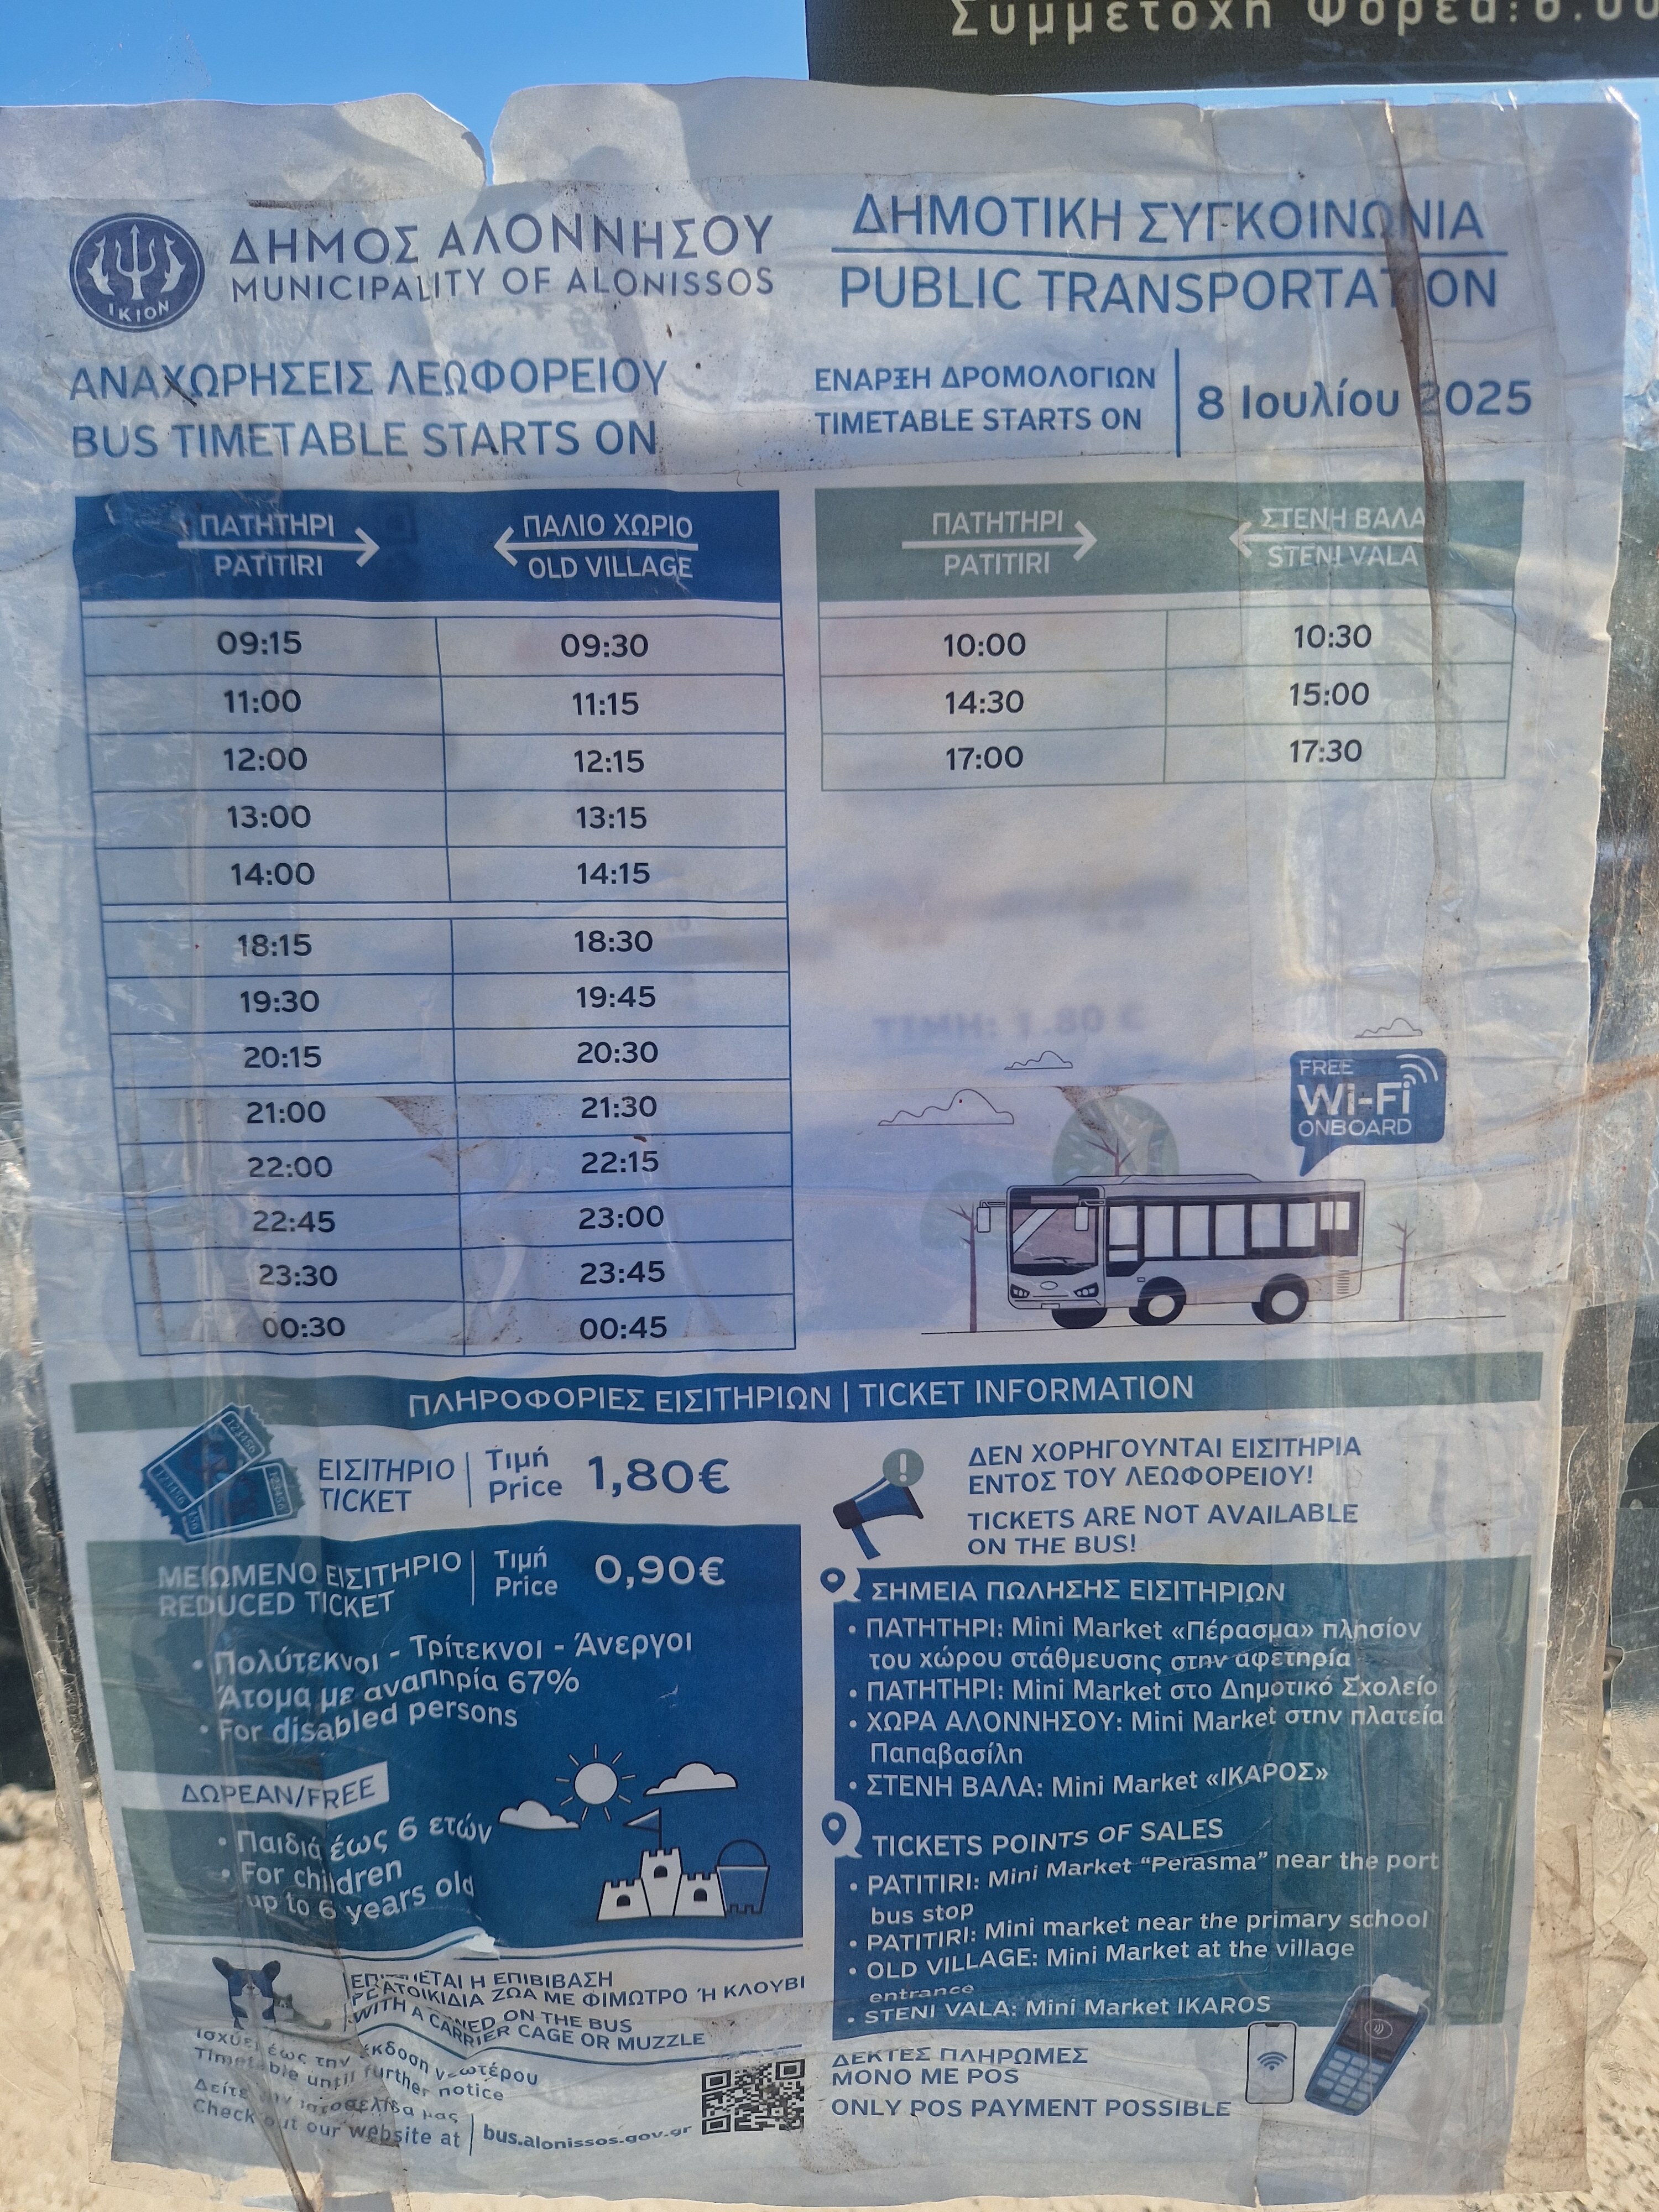 Συμμετοχή Φορέα:6.00
ΔΗΜΟΣ ΑΛΟΝΝΗΣΟΥ
MUNICIPALITY OF ALONISSOS
ΙΚΙΟΝ
ΔΗΜΟΤΙΚΗ ΣΥΓΚΟΙΝΩΝΙΑ
PUBLIC TRANSPORTATION
ΑΝΑΧΩΡΗΣΕΙΣ ΛΕΩΦΟΡΕΙΟΥ
BUS TIMETABLE STARTS ON
ΕΝΑΡΞΗ ΔΡΟΜΟΛΟΓΙΩΝ
TIMETABLE STARTS ON
8 Ιουλίου 2025
ΠΑΤΗΤΗΡΙ ΠΑΛΙΟ ΧΩΡΙΟ
PATITIRI OLD VILLAGE
09:15 09:30
11:00 11:15
12:00 12:15
13:00 13:15
14:00 14:15
18:15 18:30
19:30 19:45
20:15 20:30
21:00 21:30
22:00 22:15
22:45 23:00
23:30 23:45
00:30 00:45
ΠΑΤΗΤΗΡΙ ΣΤΕΝΗ ΒΑΛΑ
PATITIRI STENI VALA
10:00 10:30
14:30 15:00
17:00 17:30
FREE
Wi-Fi
ONBOARD
ΠΛΗΡΟΦΟΡΙΕΣ ΕΙΣΙΤΗΡΙΩΝ | TICKET INFORMATION
ΕΙΣΙΤΗΡΙΟ Τιμή 1,80€
TICKET Price
ΜΕΙΩΜΕΝΟ ΕΙΣΙΤΗΡΙΟ Τιμή 0,90€
REDUCED TICKET Price
• Πολύτεκνοι - Τρίτεκνοι - Άνεργοι
Άτομα με αναπηρία 67%
• For disabled persons
ΔΩΡΕΑΝ/FREE
• Παιδιά έως 6 ετών
• For children
up to 6 years old
Η ΕΠΙΒΙΒΑΣΗ
ΖΩΑ ΜΕ ΦΙΜΩΤΡΟ Ή ΚΛΟΥΒΙ
ON THE BUS
WITH A CARRIER CAGE OR MUZZLE
Ισχύει έως την έκδοση
Timetable until further notice
Δείτε την ιστοσελίδα μας
Check out our website at
bus.alonissos.gov.gr
ΔΕΝ ΧΟΡΗΓΟΥΝΤΑΙ ΕΙΣΙΤΗΡΙΑ
ΕΝΤΟΣ ΤΟΥ ΛΕΩΦΟΡΕΙΟΥ!
TICKETS ARE NOT AVAILABLE
ON THE BUS!
ΣΗΜΕΙΑ ΠΩΛΗΣΗΣ ΕΙΣΙΤΗΡΙΩΝ
• ΠΑΤΗΤΗΡΙ: Mini Market «Πέρασμα» πλησίον
του χώρου στάθμευσης στην αφετηρία
• ΠΑΤΗΤΗΡΙ: Mini Market στο Δημοτικό Σχολείο
• ΧΩΡΑ ΑΛΟΝΝΗΣΟΥ: Mini Market στην πλατεία
Παπαβασίλη
• ΣΤΕΝΗ ΒΑΛΑ: Mini Market «ΙΚΑΡΟΣ»
TICKETS POINTS OF SALES
• PATITIRI: Mini Market "Perasma" near the port
bus stop
• PATITIRI: Mini market near the primary school
• OLD VILLAGE: Mini Market at the village
entrance
• STENI VALA: Mini Market IKAROS
ΔΕΚΤΕΣ ΠΛΗΡΩΜΕΣ
ΜΟΝΟ ΜΕ POS
ONLY POS PAYMENT POSSIBLE